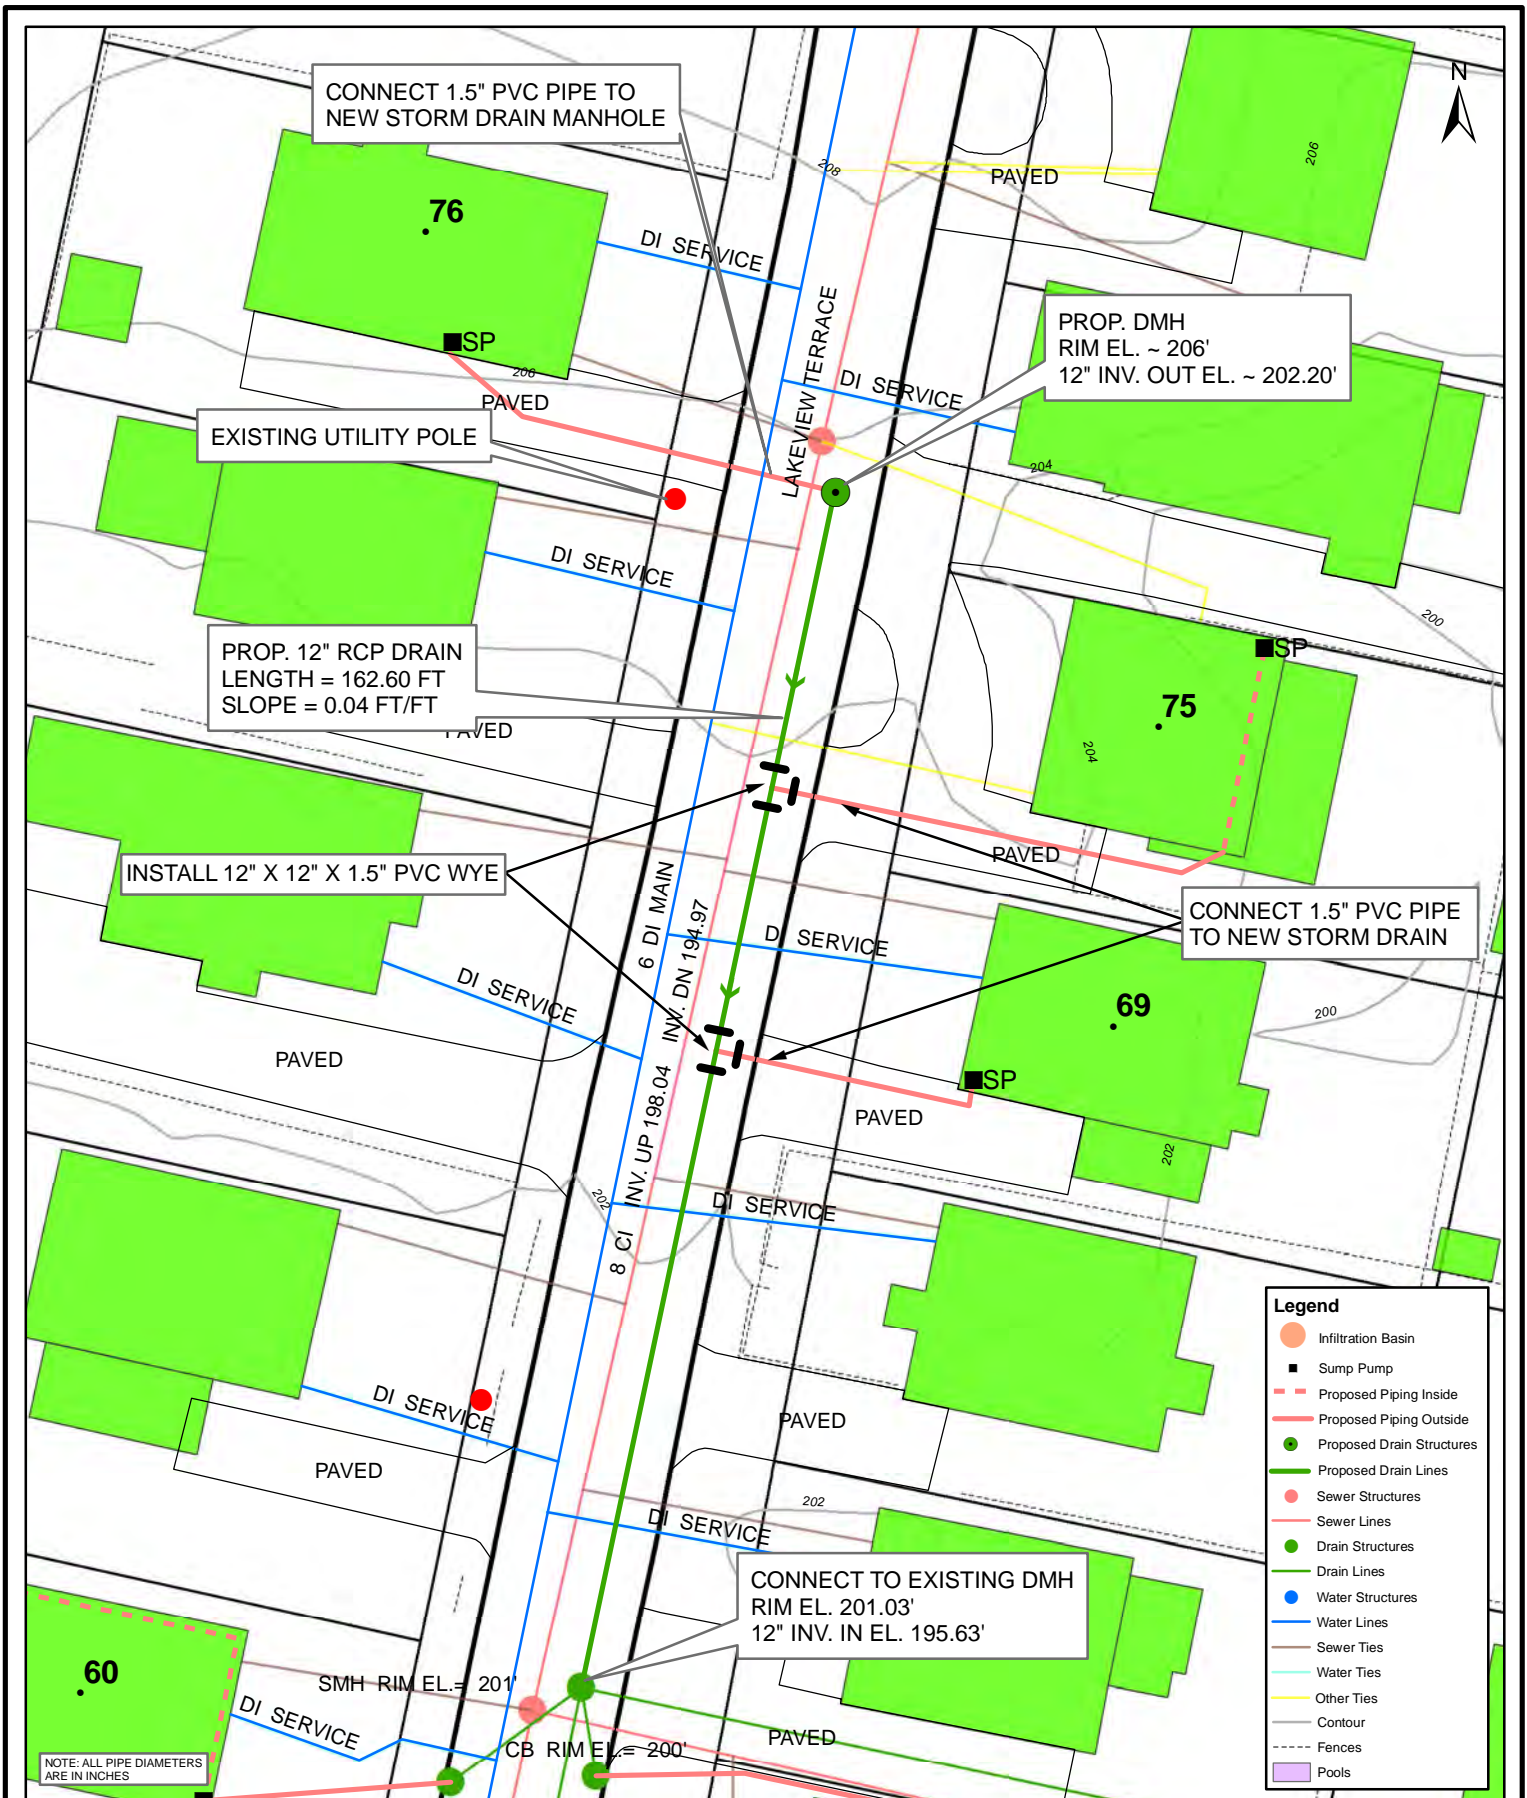 N
CONNECT 1.5" PVC PIPE TO
NEW STORM DRAIN MANHOLE
208
PAVED
206
76
DI SERVICE
LAKEVIEW TERRACE
PROP. DMH
RIM EL. ~ 206'
12" INV. OUT EL. ~ 202.20'
SP
206
DI SERVICE
PAVED
EXISTING UTILITY POLE
204
DI SERVICE
200
PROP. 12" RCP DRAIN
LENGTH = 162.60 FT
SLOPE = 0.04 FT/FT
SP
75
PAVED
204
INSTALL 12" X 12" X 1.5" PVC WYE
PAVED
6 DI MAIN
INV. DN 194.97
DI SERVICE
CONNECT 1.5" PVC PIPE
TO NEW STORM DRAIN
DI SERVICE
69
200
PAVED
SP
PAVED
8 CI INV. UP 198.04
202
202
DI SERVICE
DI SERVICE
PAVED
PAVED
202
DI SERVICE
CONNECT TO EXISTING DMH
RIM EL. 201.03'
12" INV. IN EL. 195.63'
60
SMH RIM EL.= 201'
DI SERVICE
CB RIM EL.= 200'
PAVED
NOTE: ALL PIPE DIAMETERS
ARE IN INCHES
Legend
Infiltration Basin
Sump Pump
Proposed Piping Inside
Proposed Piping Outside
Proposed Drain Structures
Proposed Drain Lines
Sewer Structures
Sewer Lines
Drain Structures
Drain Lines
Water Structures
Water Lines
Sewer Ties
Water Ties
Other Ties
Contour
Fences
Pools